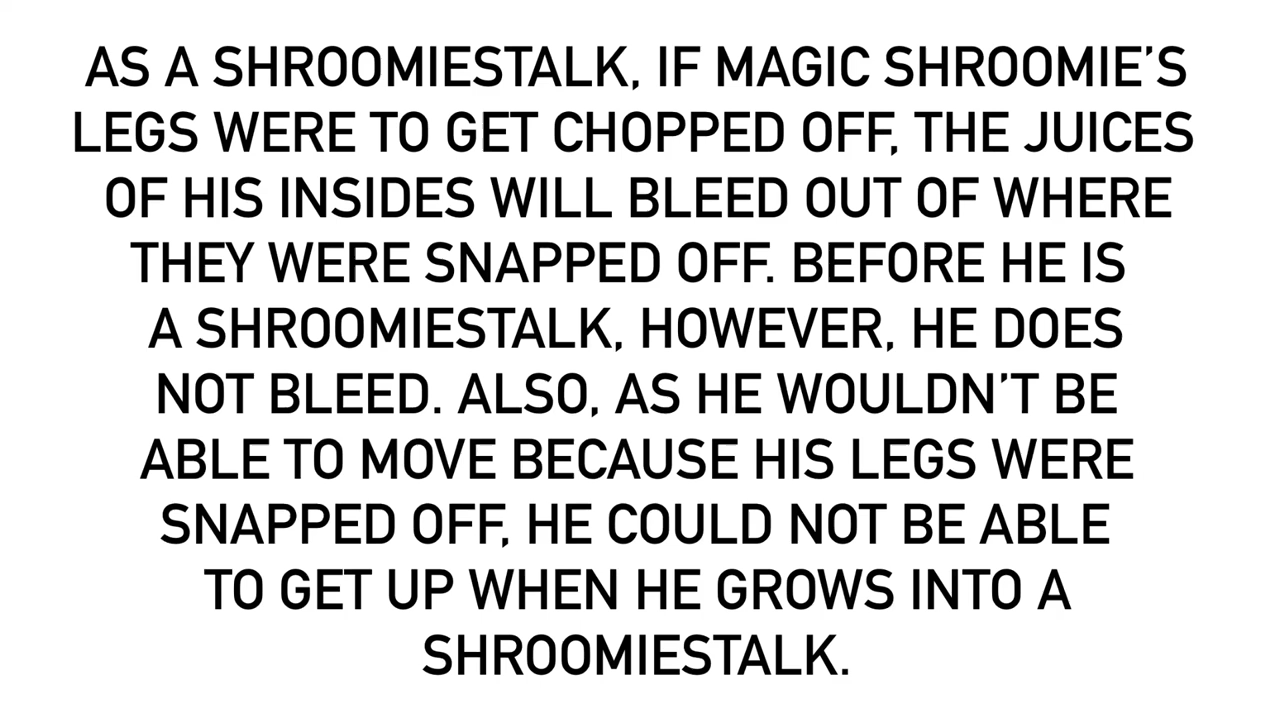 AS A SHROOMIESTALK, IF MAGIC SHROOMIE’S
LEGS WERE TO GET CHOPPED OFF, THE JUICES
OF HIS INSIDES WILL BLEED OUT OF WHERE
THEY WERE SNAPPED OFF. BEFORE HE IS
A SHROOMIESTALK, HOWEVER, HE DOES
NOT BLEED. ALSO, AS HE WOULDN’T BE
ABLE TO MOVE BECAUSE HIS LEGS WERE
SNAPPED OFF, HE COULD NOT BE ABLE
TO GET UP WHEN HE GROWS INTO A
SHROOMIESTALK.